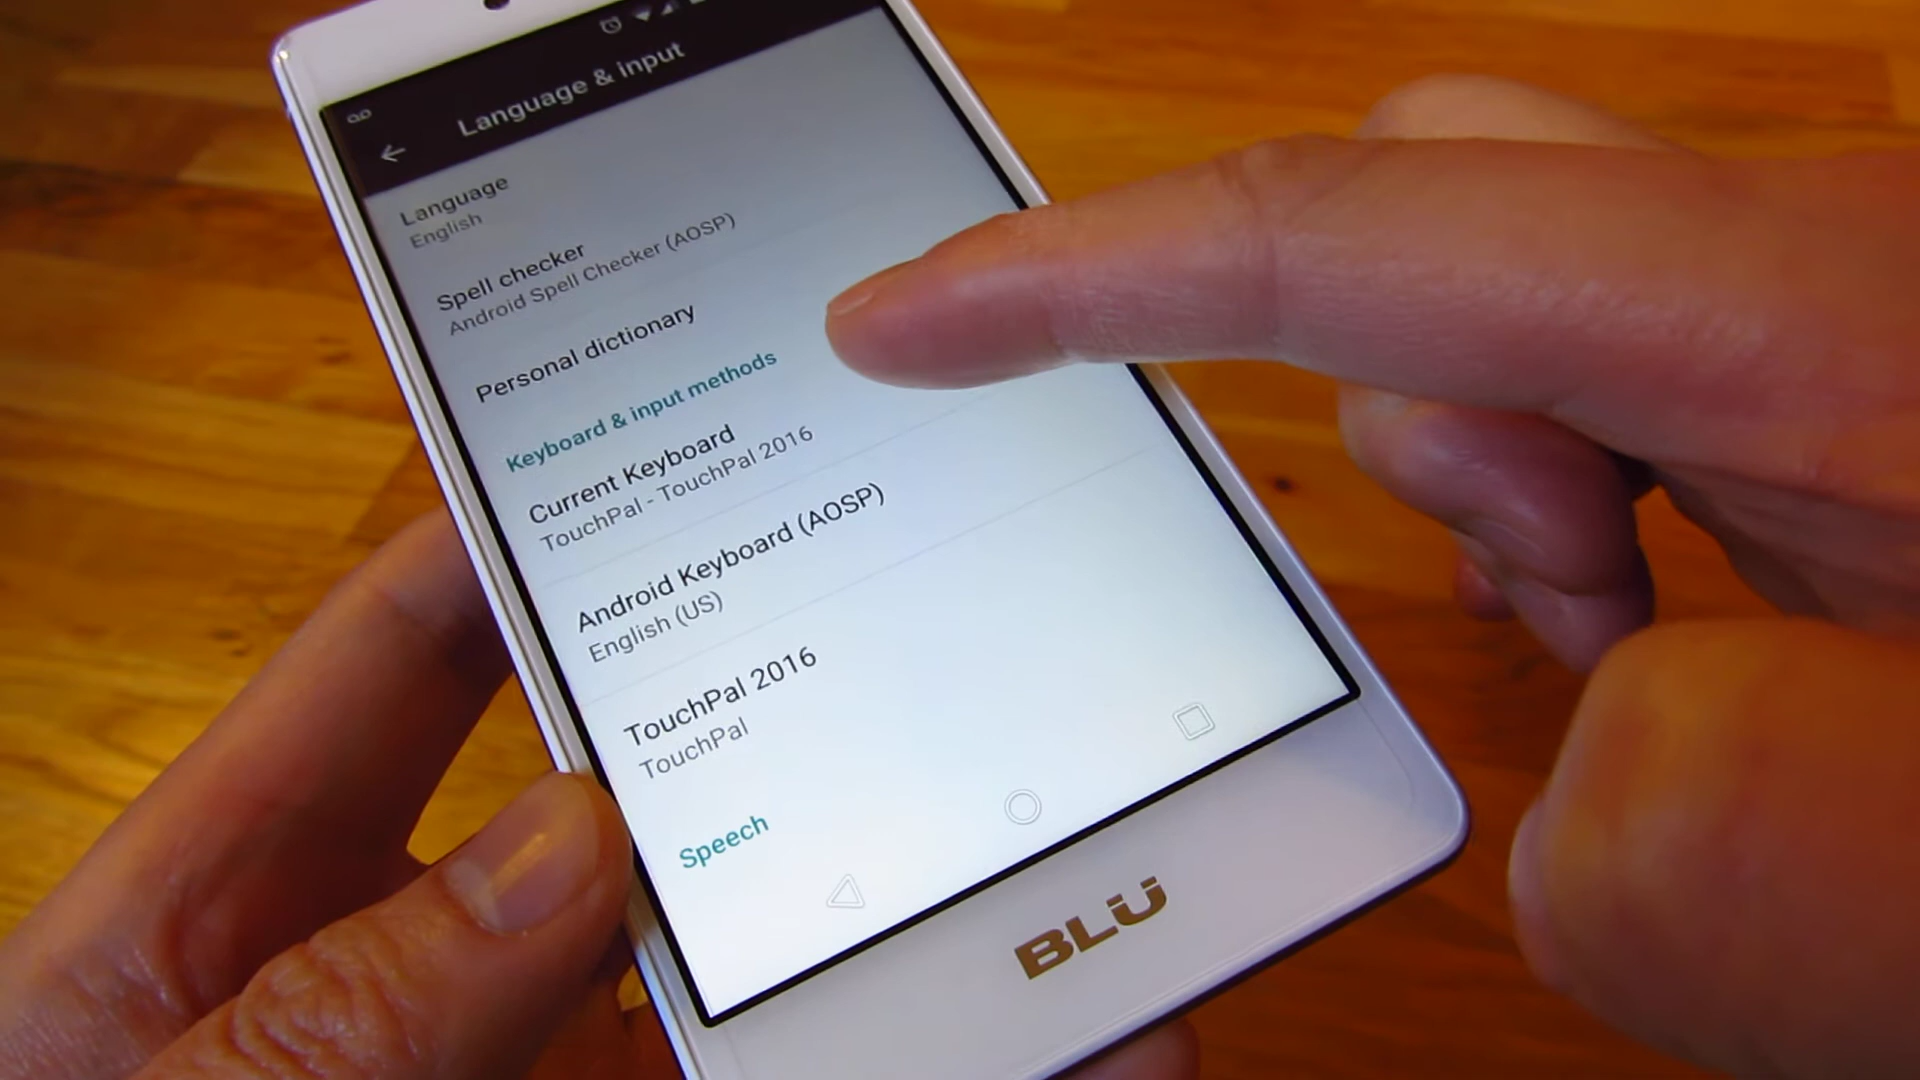 Language & input
Language
English
Spell checker
Android Spell Checker (AOSP)
Personal dictionary
Keyboard & input methods
Current Keyboard
TouchPal - TouchPal 2016
Android Keyboard (AOSP)
English (US)
TouchPal 2016
TouchPal
Speech
BLU